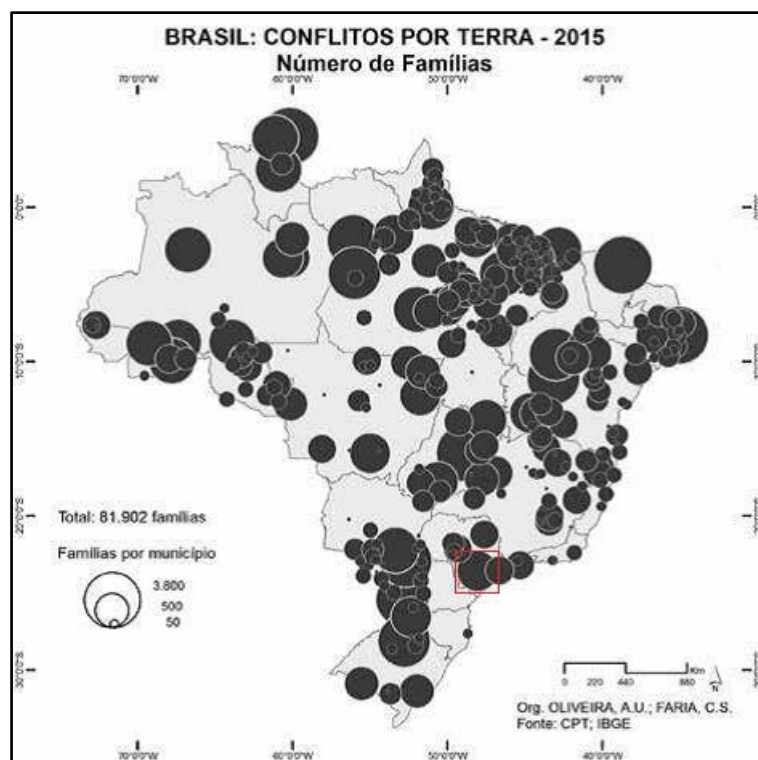 BRASIL: CONFLITOS POR TERRA - 2015
Número de Famílias
70°0'0"W 60°0'0"W 50°0'0"W 40°0'0"W
0°0'0" 0°0'0"
10°0'0"S
20°0'0"S
Total: 81.902 famílias
Famílias por município
3.800
500
50
30°0'0"S
Km
0 220 440 880
N
Org. OLIVEIRA, A.U.; FARIA, C.S.
Fonte: CPT; IBGE
70°0'0"W 60°0'0"W 50°0'0"W 40°0'0"W